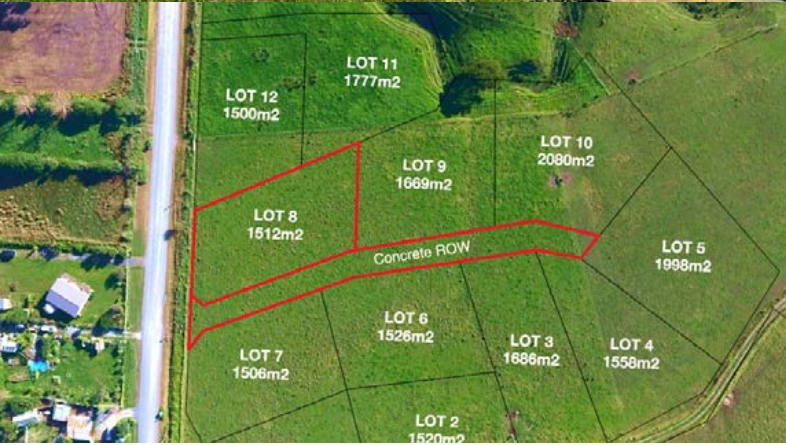 LOT 11
1777m2
LOT 12
1500m2
LOT 10
2080m2
LOT 9
1669m2
LOT 8
1512m2
Concrete ROW
LOT 5
1998m2
LOT 6
1526m2
LOT 3
1686m2
LOT 4
1558m2
LOT 7
1506m2
LOT 2
1520m2